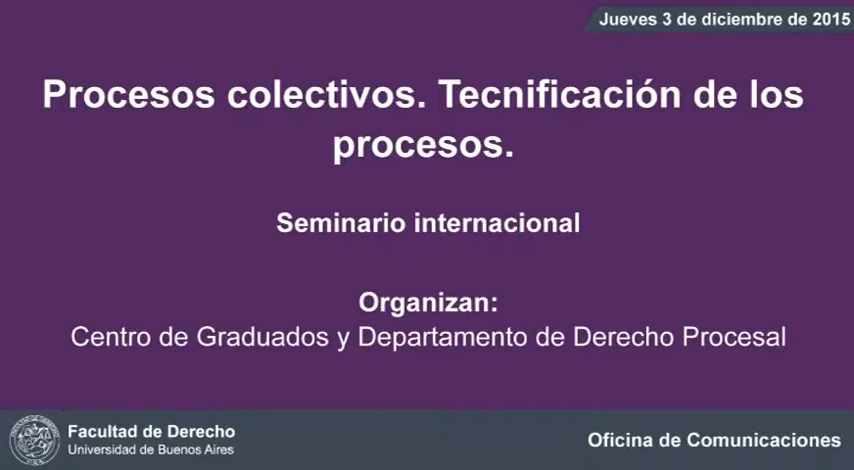 Jueves 3 de diciembre de 2015
Procesos colectivos. Tecnificación de los
procesos.
Seminario internacional
Organizan:
Centro de Graduados y Departamento de Derecho Procesal
Facultad de Derecho
Universidad de Buenos Aires
Oficina de Comunicaciones